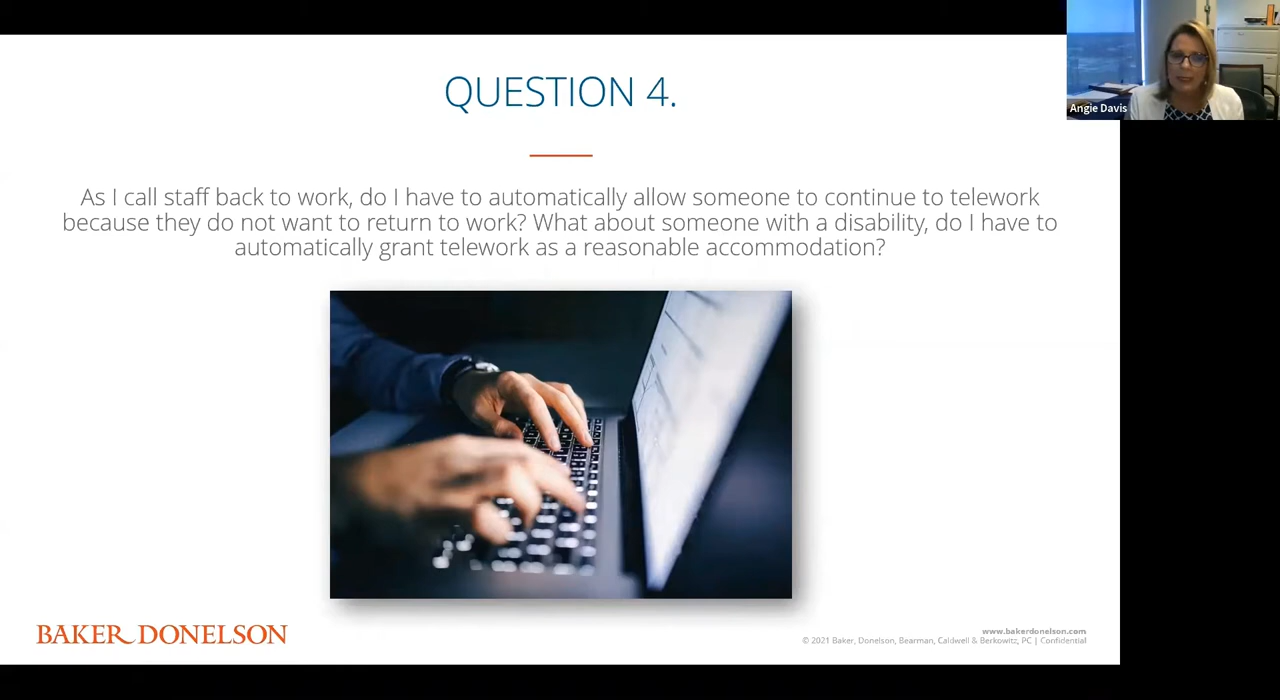 QUESTION 4.
Angie Davis
As I call staff back to work, do I have to automatically allow someone to continue to telework
because they do not want to return to work? What about someone with a disability, do I have to
automatically grant telework as a reasonable accommodation?
BAKER DONELSON
www.bakerdonelson.com
© 2021 Baker, Donelson, Bearman, Caldwell & Berkowitz, PC | Confidential